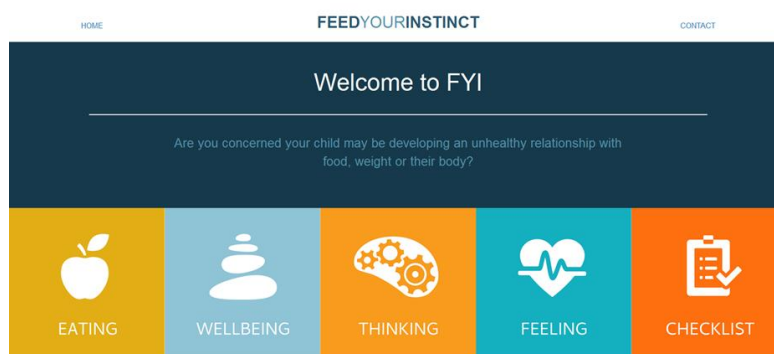 HOME
FEEDYOURINSTINCT
CONTACT
Welcome to FYI
Are you concerned your child may be developing an unhealthy relationship with
food, weight or their body?
EATING
WELLBEING
THINKING
FEELING
CHECKLIST